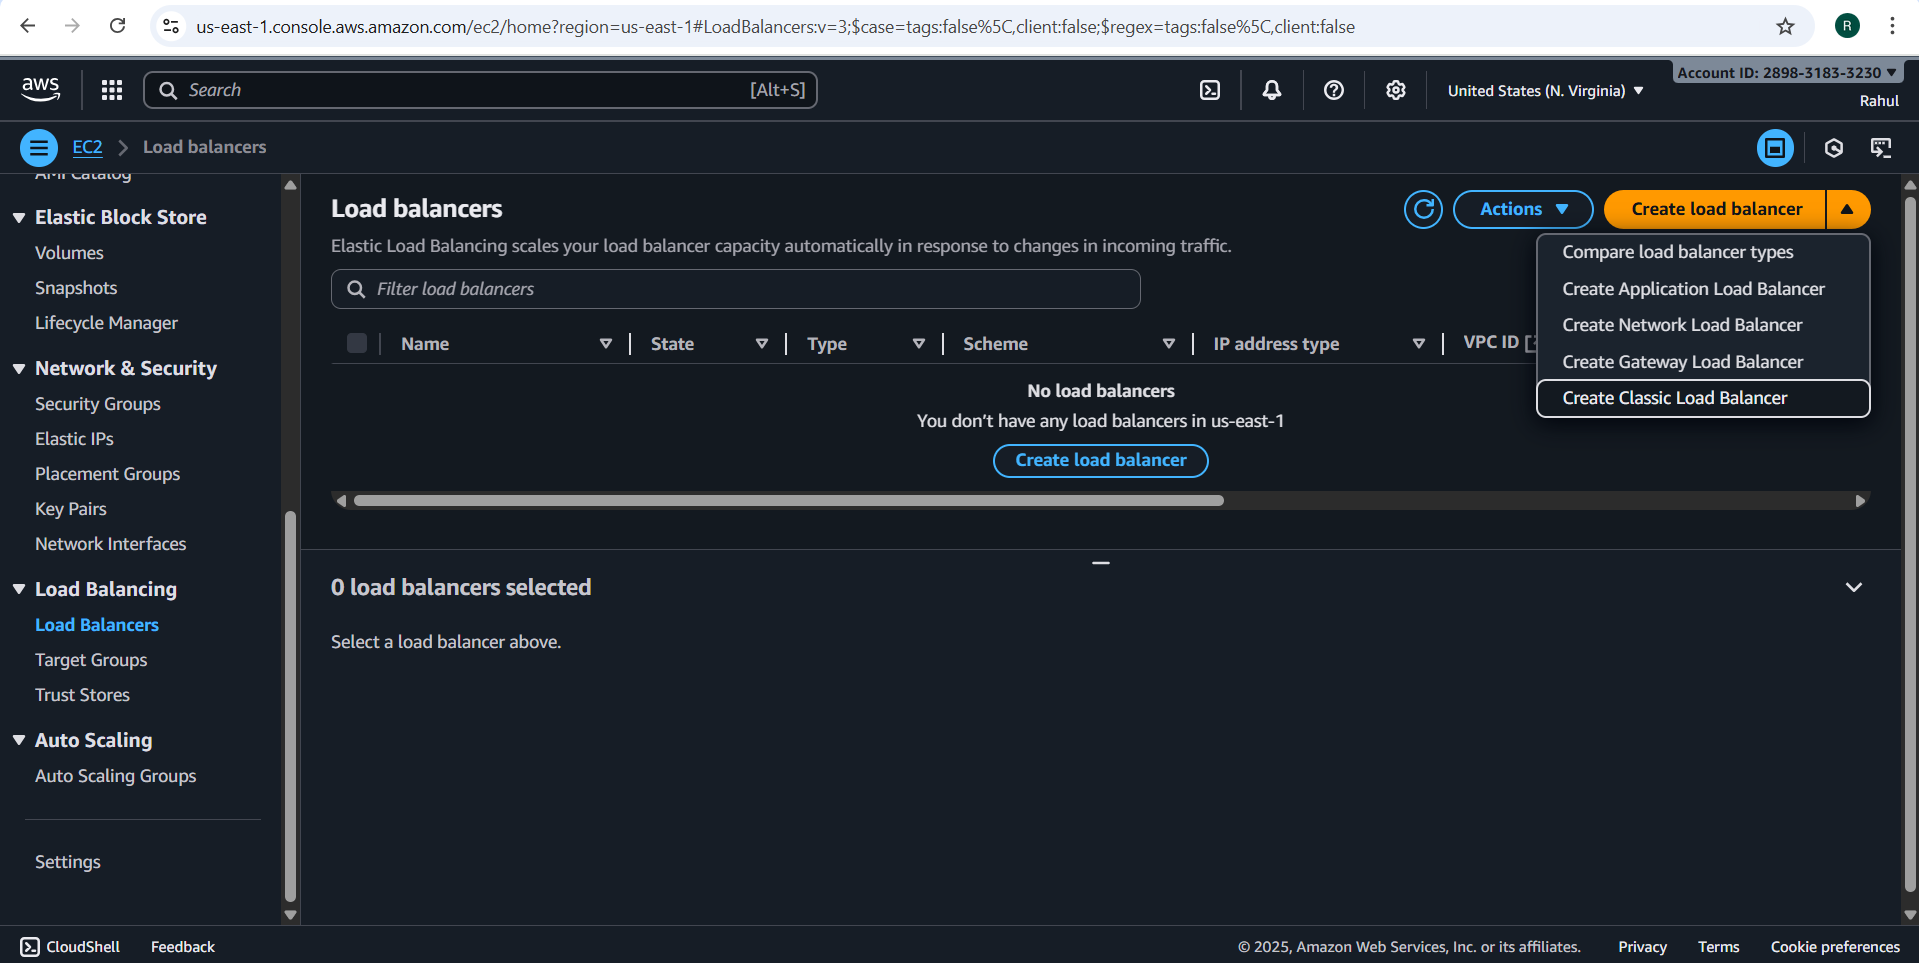 us-east-1.console.aws.amazon.com/ec2/home?region=us-east-1#LoadBalancers:v=3;$case=tags:false%5C,client:false;$regex=tags:false%5C,client:false
R
aws
Search
[Alt+S]
United States (N. Virginia)
Account ID: 2898-3183-3230
Rahul
EC2
Load balancers
AMI Catalog
Elastic Block Store
Volumes
Snapshots
Lifecycle Manager
Network & Security
Security Groups
Elastic IPs
Placement Groups
Key Pairs
Network Interfaces
Load Balancing
Load Balancers
Target Groups
Trust Stores
Auto Scaling
Auto Scaling Groups
Settings
Load balancers
Actions
Create load balancer
Elastic Load Balancing scales your load balancer capacity automatically in response to changes in incoming traffic.
Filter load balancers
Compare load balancer types
Create Application Load Balancer
Create Network Load Balancer
Create Gateway Load Balancer
Create Classic Load Balancer
Name
State
Type
Scheme
IP address type
VPC ID
No load balancers
You don’t have any load balancers in us-east-1
Create load balancer
0 load balancers selected
Select a load balancer above.
CloudShell
Feedback
© 2025, Amazon Web Services, Inc. or its affiliates.
Privacy
Terms
Cookie preferences